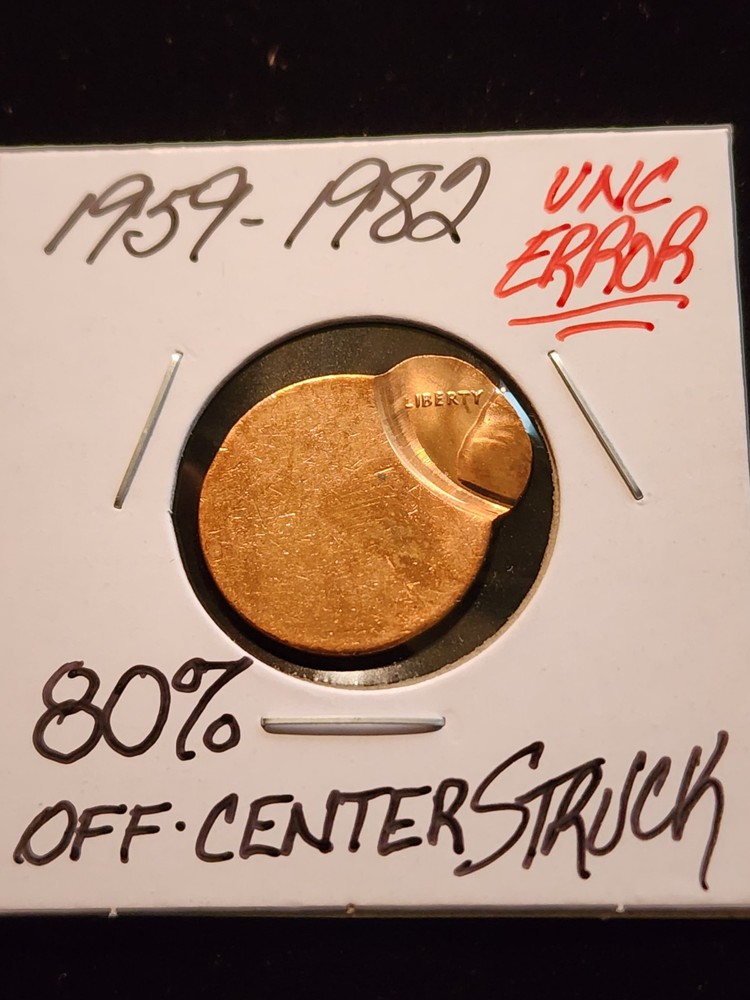 1959-1982
UNC
ERROR
LIBERTY
80%
OFF-CENTER STRUCK